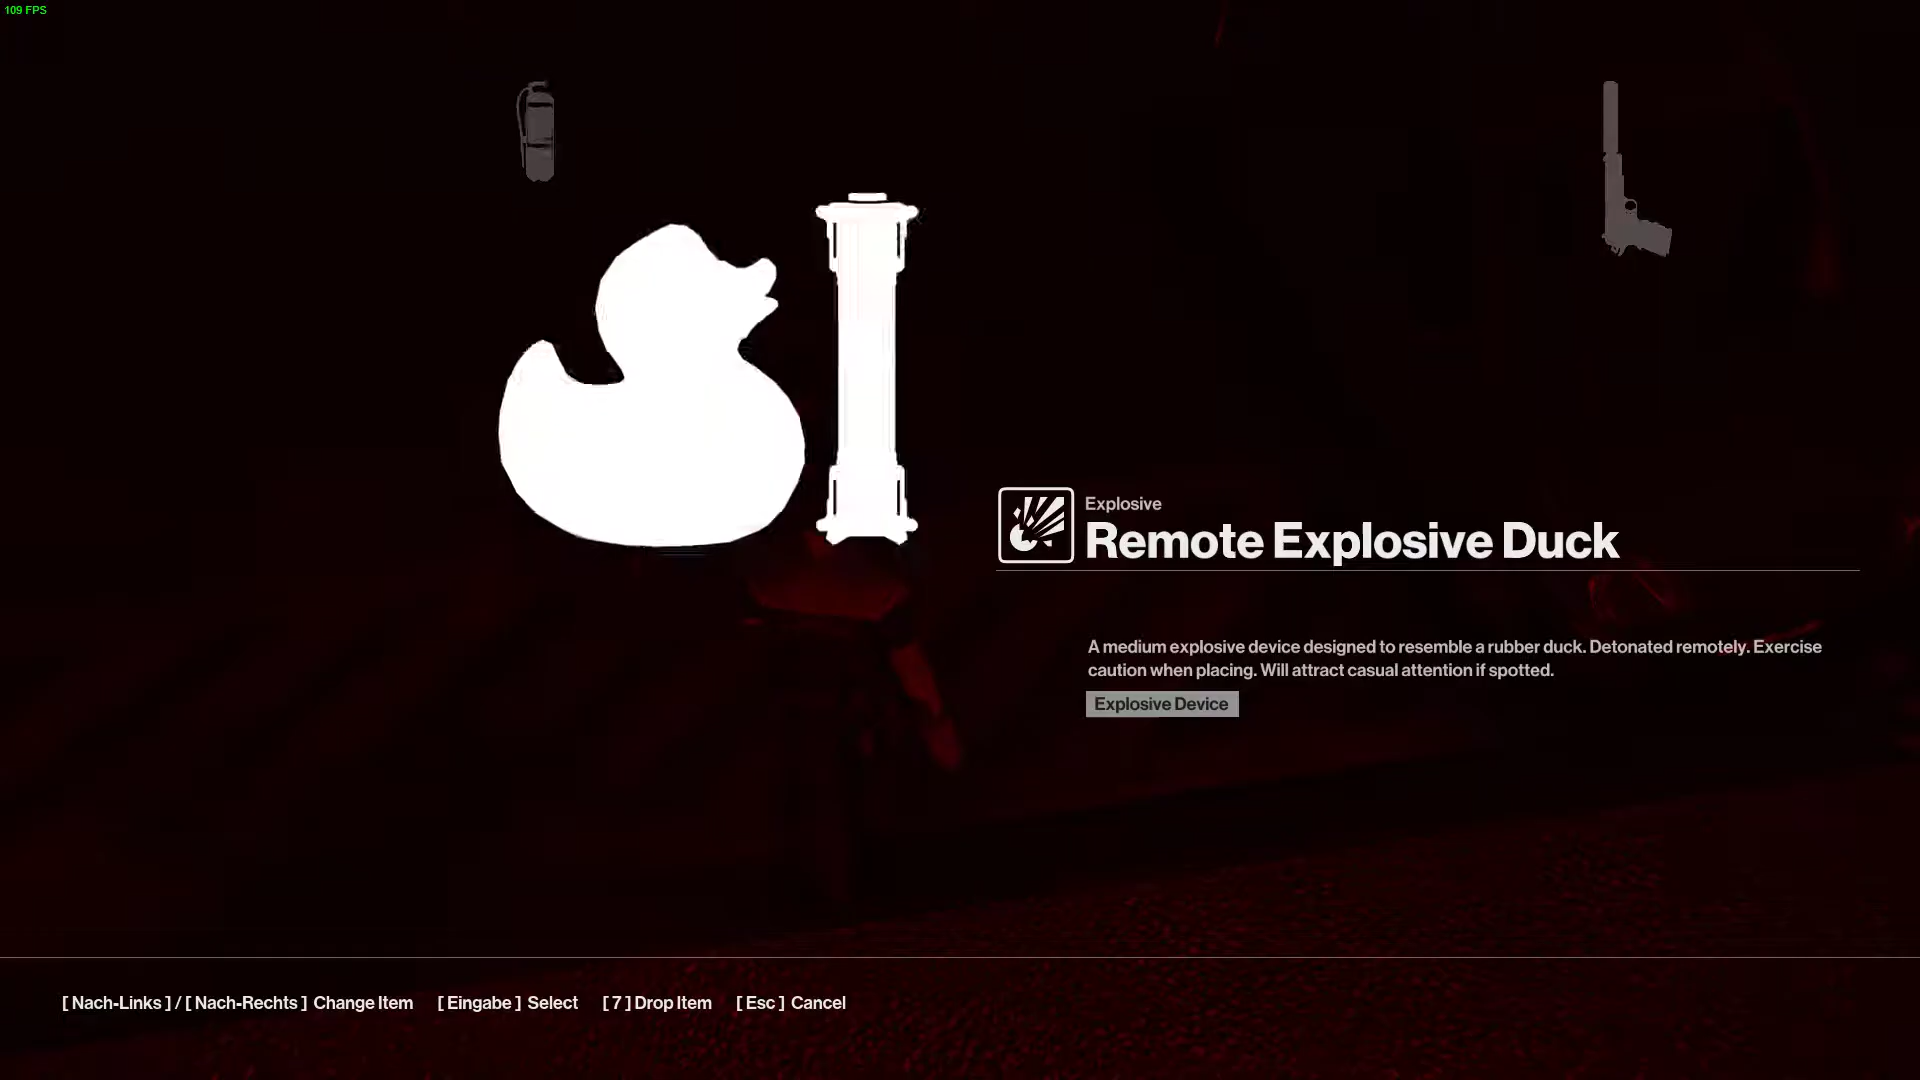 109 FPS
Explosive
Remote Explosive Duck
A medium explosive device designed to resemble a rubber duck. Detonated remotely. Exercise
caution when placing. Will attract casual attention if spotted.
Explosive Device
[ Nach-Links ] / [ Nach-Rechts ] Change Item [ Eingabe ] Select [ 7 ] Drop Item [ Esc ] Cancel